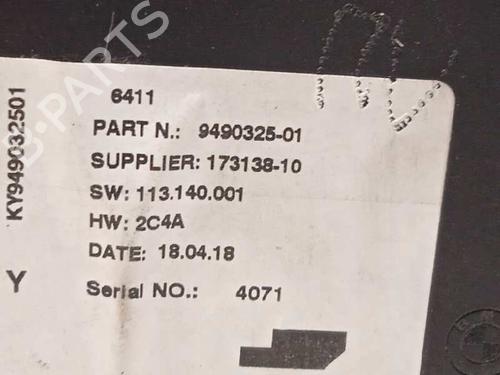 B-PARTS
KY949032501
Y
6411
PART N.: 9490325-01
SUPPLIER: 173138-10
SW: 113.140.001
HW: 2C4A
DATE: 18.04.18
Serial NO.: 4071